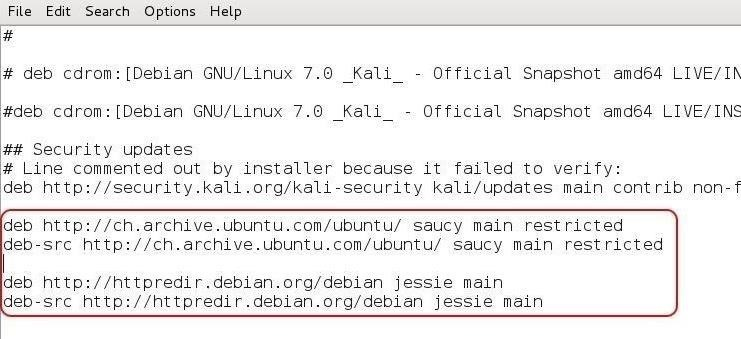 File Edit Search Options Help
#
# deb cdrom:[Debian GNU/Linux 7.0 _Kali_ - Official Snapshot amd64 LIVE/IN
#deb cdrom:[Debian GNU/Linux 7.0 _Kali_ - Official Snapshot amd64 LIVE/INS
## Security updates
# Line commented out by installer because it failed to verify:
deb http://security.kali.org/kali-security kali/updates main contrib non-f
deb http://ch.archive.ubuntu.com/ubuntu/ saucy main restricted
deb-src http://ch.archive.ubuntu.com/ubuntu/ saucy main restricted
deb http://httpredir.debian.org/debian jessie main
deb-src http://httpredir.debian.org/debian jessie main